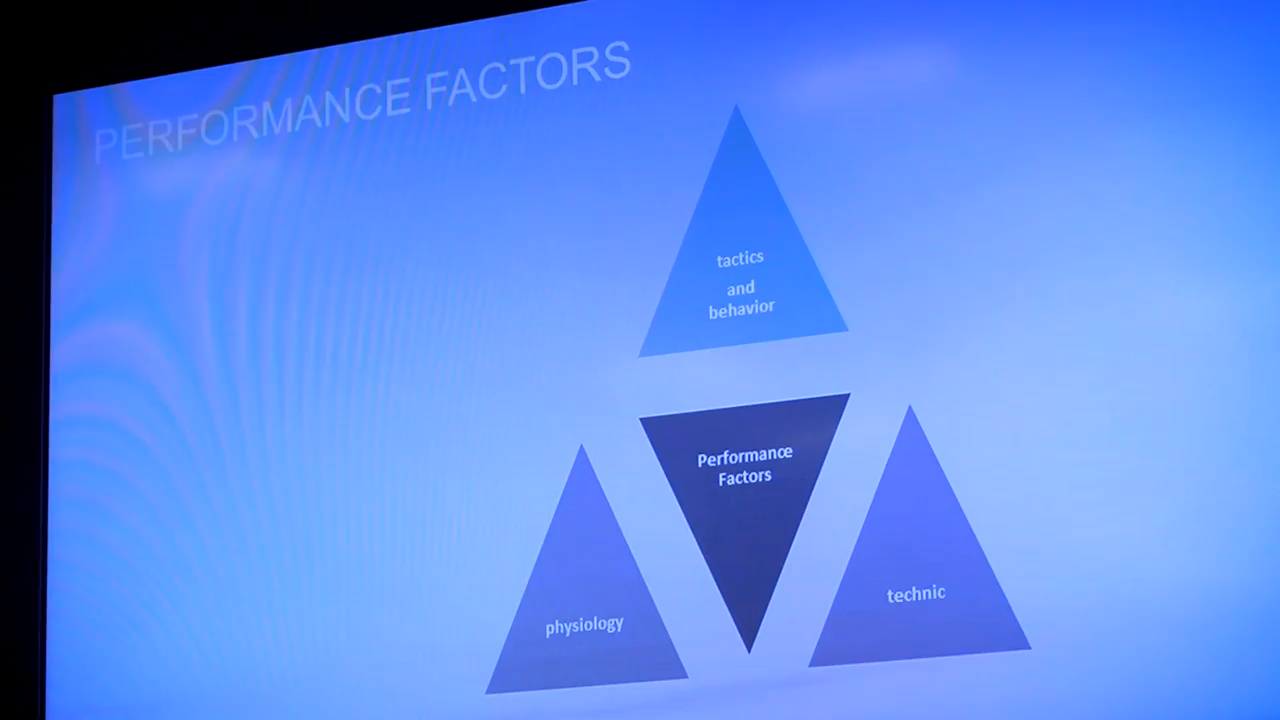 PERFORMANCE FACTORS
tactics
and
behavior
Performance
Factors
physiology
technic